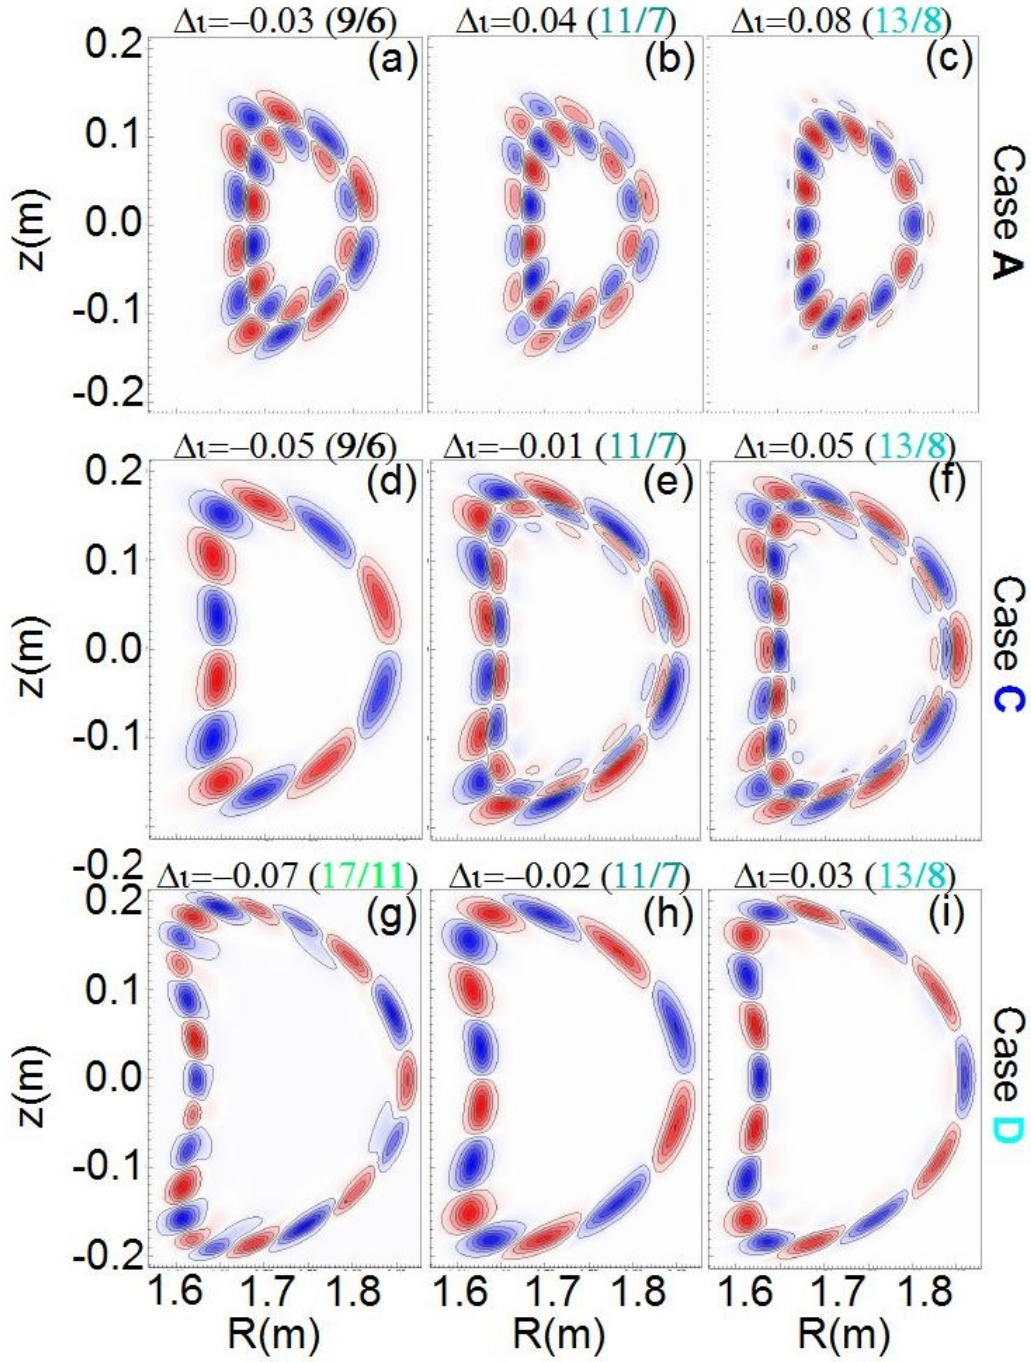 Δι=−0.03 (9/6) Δι=0.04 (11/7) Δι=0.08 (13/8)
0.2 (a) (b) (c)
0.1
z(m) 0.0 Case A
-0.1
-0.2
Δι=−0.05 (9/6) Δι=−0.01 (11/7) Δι=0.05 (13/8)
0.2 (d) (e) (f)
0.1
z(m) 0.0 Case C
-0.1
-0.2
Δι=−0.07 (17/11) Δι=−0.02 (11/7) Δι=0.03 (13/8)
0.2 (g) (h) (i)
0.1
z(m) 0.0 Case D
-0.1
-0.2
1.6 1.7 1.8 1.6 1.7 1.8 1.6 1.7 1.8
R(m) R(m) R(m)